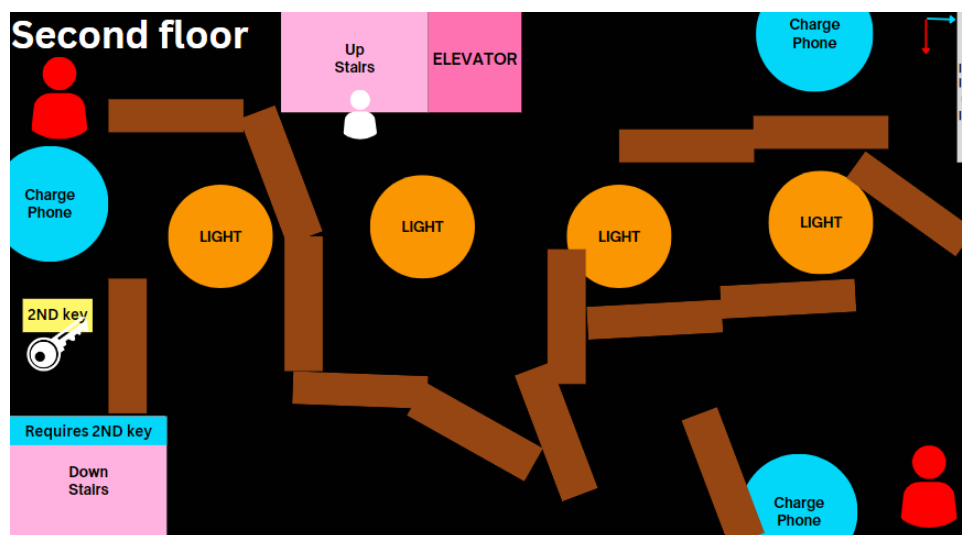 Second floor
Up
Stairs
ELEVATOR
Charge
Phone
Charge
Phone
LIGHT
LIGHT
LIGHT
LIGHT
2ND key
Requires 2ND key
Down
Stairs
Charge
Phone